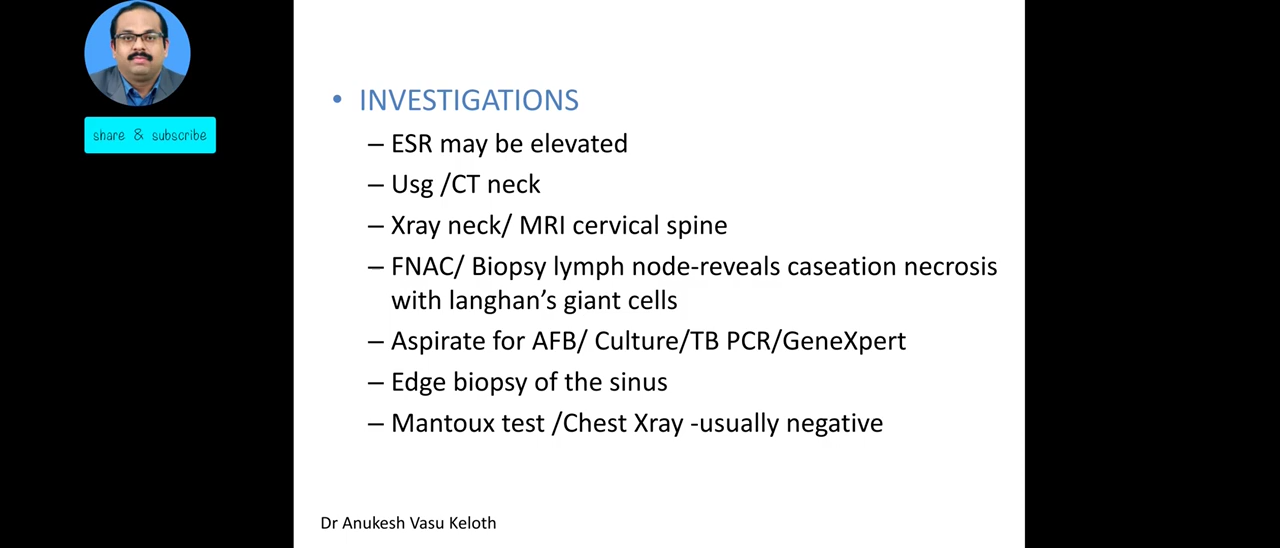 share & subscribe
• INVESTIGATIONS
– ESR may be elevated
– Usg /CT neck
– Xray neck/ MRI cervical spine
– FNAC/ Biopsy lymph node-reveals caseation necrosis
with langhan’s giant cells
– Aspirate for AFB/ Culture/TB PCR/GeneXpert
– Edge biopsy of the sinus
– Mantoux test /Chest Xray -usually negative
Dr Anukesh Vasu Keloth